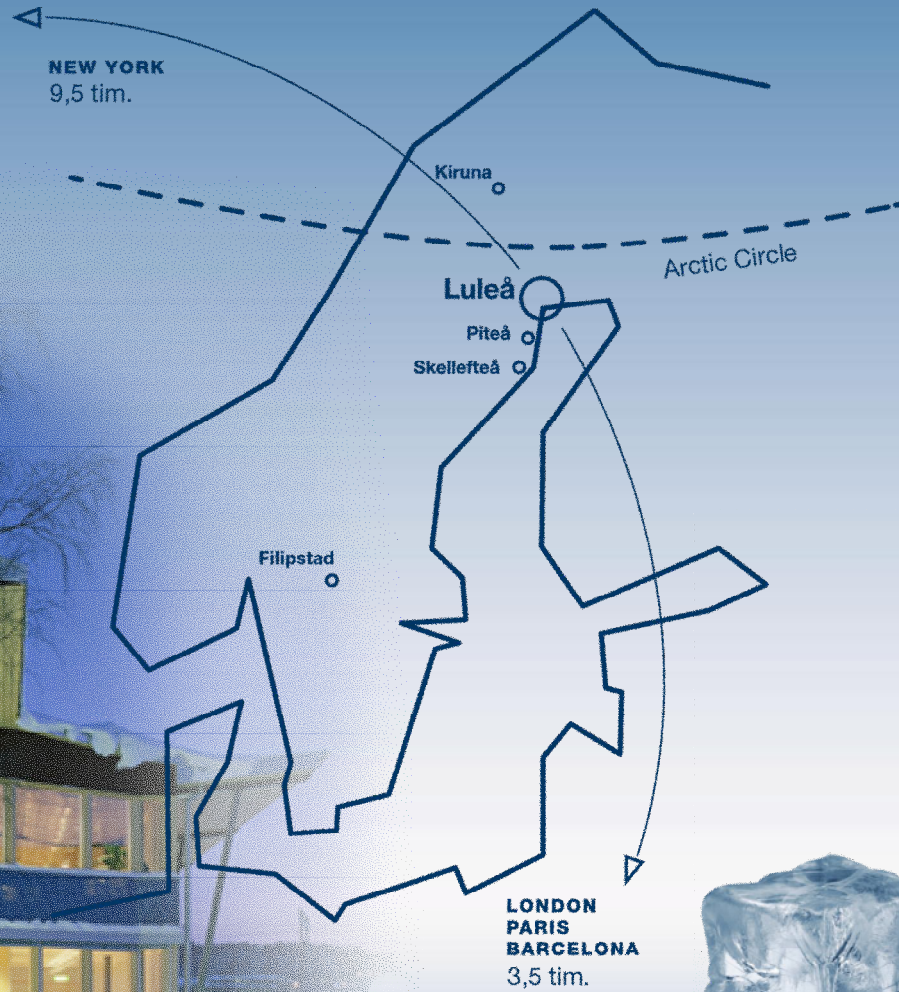 NEW YORK
9,5 tim.
Kiruna
Arctic Circle
Luleå
Piteå
Skellefteå
Filipstad
LONDON
PARIS
BARCELONA
3,5 tim.